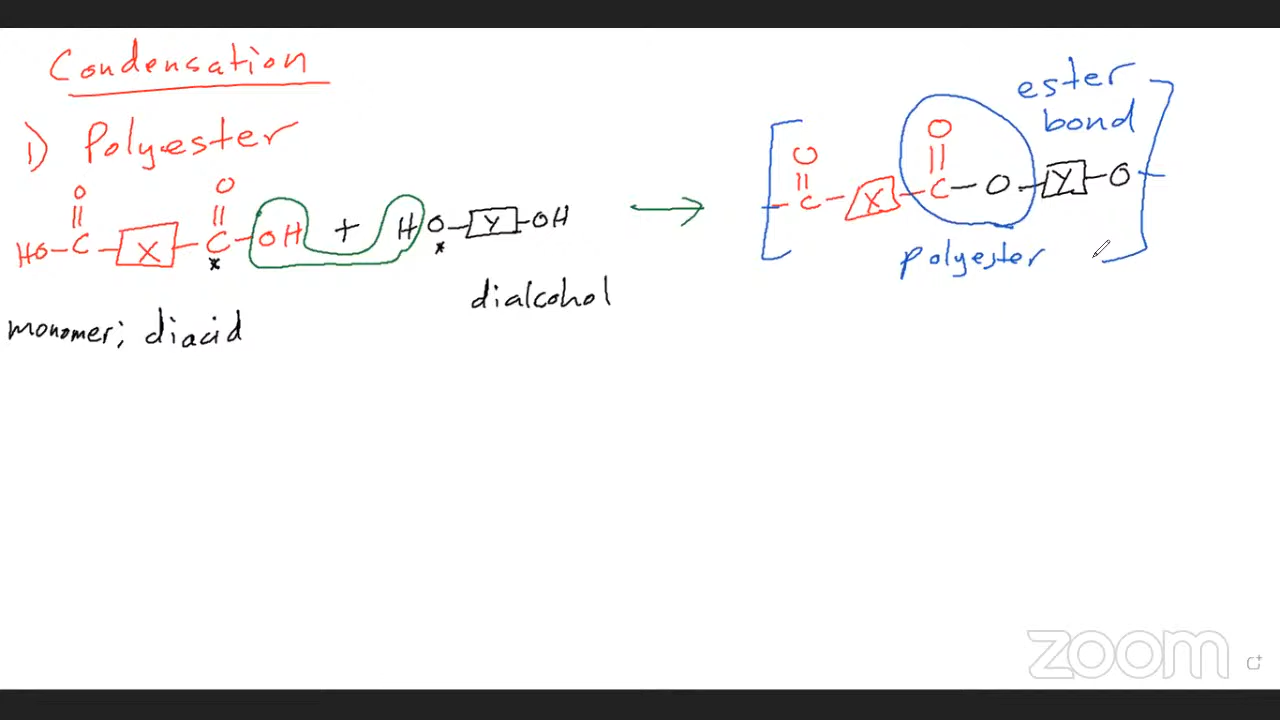 Condensation
1) Polyester
O O
|| ||
HO-C-X-C-OH + HO-Y-OH →
x x
monomer; diacid
dialcohol
ester
bond
O O
|| ||
[-C-X-C-O-Y-O-]
polyester
zoom